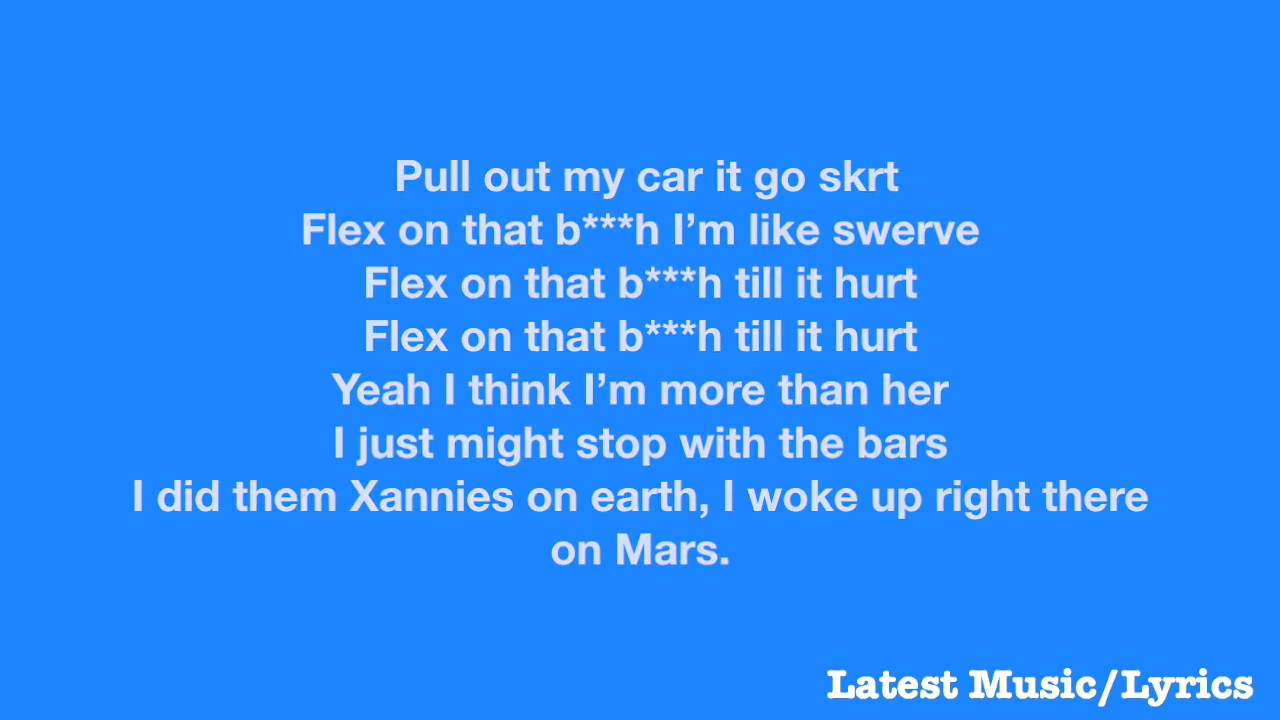 Pull out my car it go skrt
Flex on that b***h I’m like swerve
Flex on that b***h till it hurt
Flex on that b***h till it hurt
Yeah I think I’m more than her
I just might stop with the bars
I did them Xannies on earth, I woke up right there
on Mars.
Latest Music/Lyrics